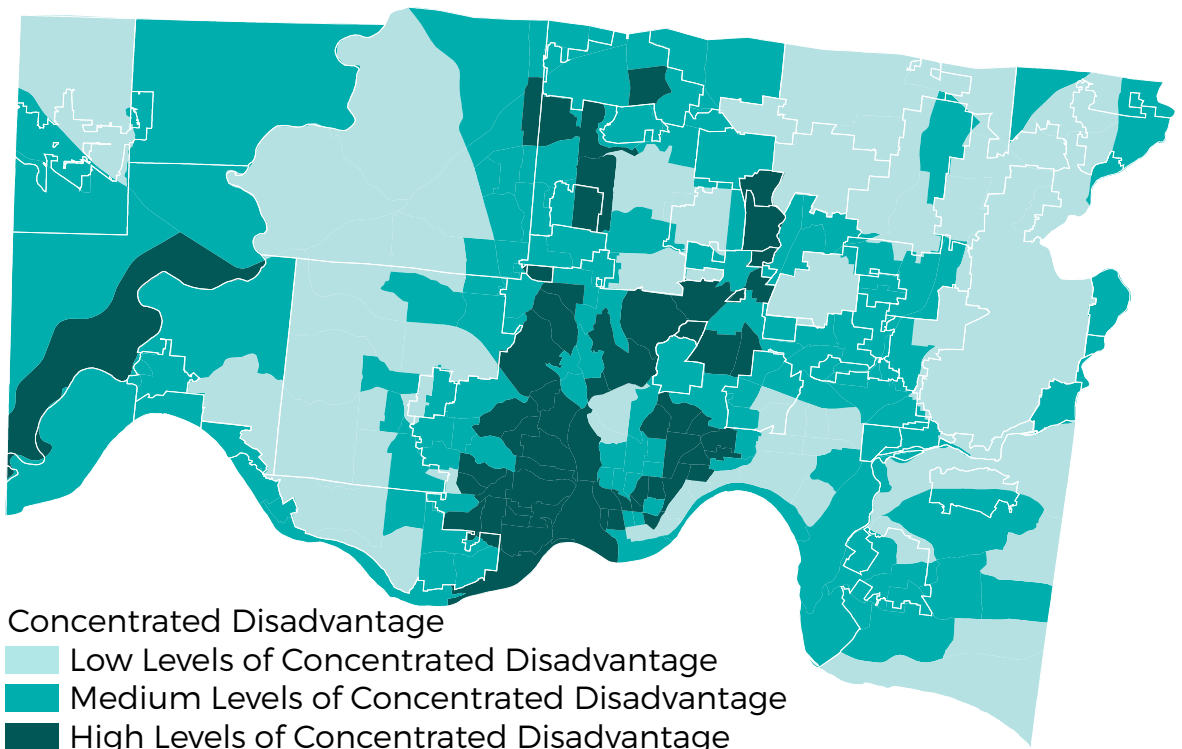 Concentrated Disadvantage
Low Levels of Concentrated Disadvantage
Medium Levels of Concentrated Disadvantage
High Levels of Concentrated Disadvantage